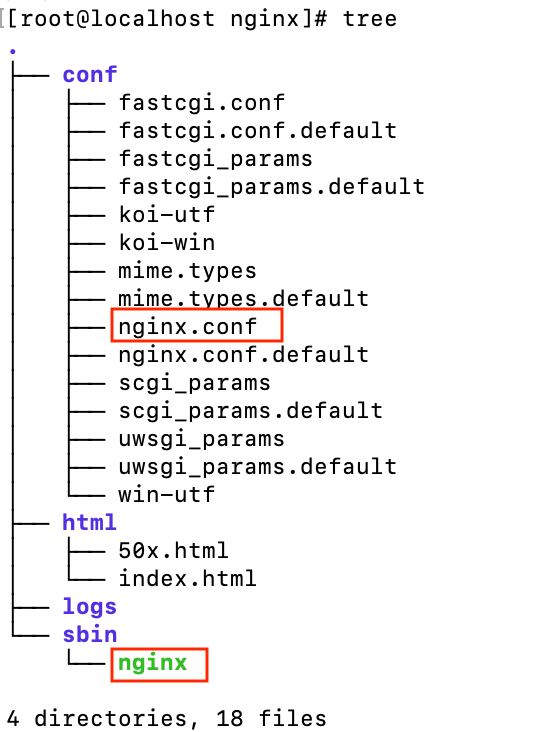 [[root@localhost nginx]# tree
.
├── conf
│   ├── fastcgi.conf
│   ├── fastcgi.conf.default
│   ├── fastcgi_params
│   ├── fastcgi_params.default
│   ├── koi-utf
│   ├── koi-win
│   ├── mime.types
│   ├── mime.types.default
│   ├── nginx.conf
│   ├── nginx.conf.default
│   ├── scgi_params
│   ├── scgi_params.default
│   ├── uwsgi_params
│   ├── uwsgi_params.default
│   └── win-utf
├── html
│   ├── 50x.html
│   └── index.html
├── logs
└── sbin
    └── nginx
4 directories, 18 files